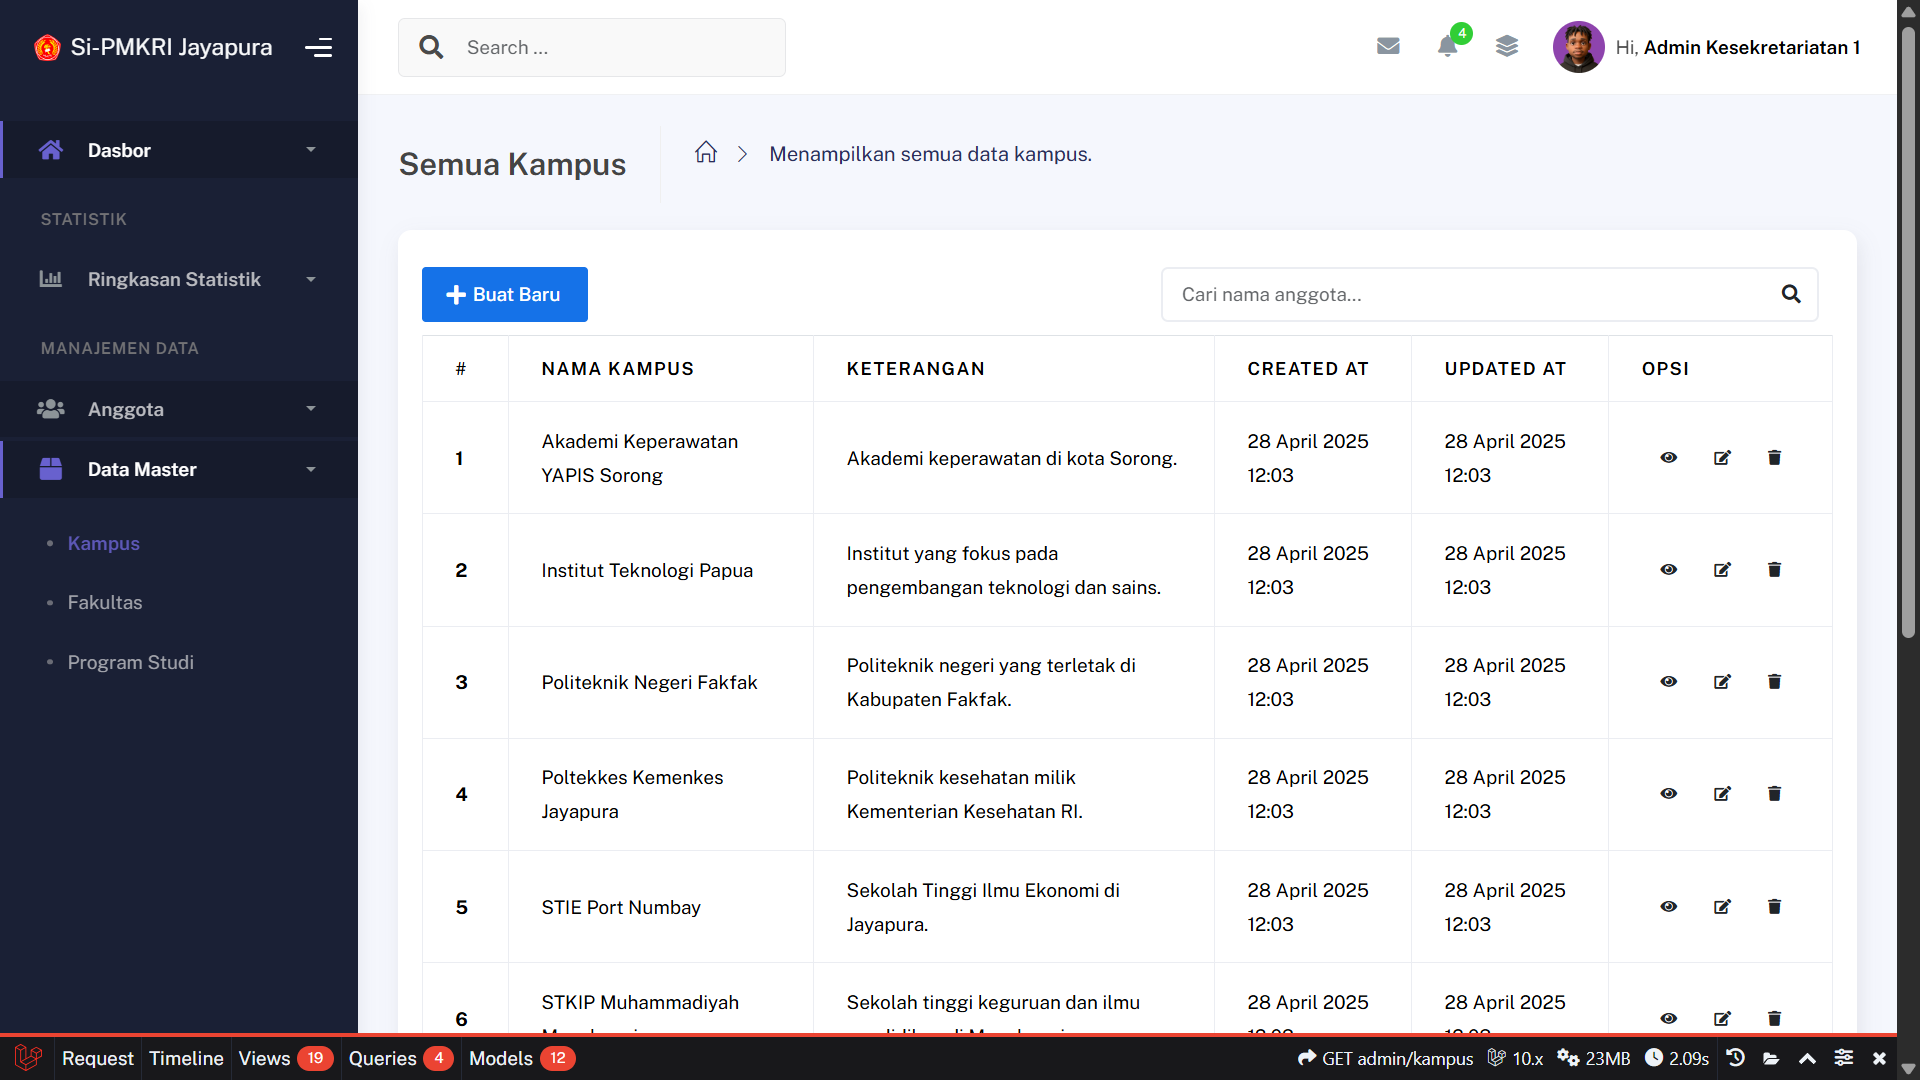 Si-PMKRI Jayapura
Search ...
4
Hi, Admin Kesekretariatan 1
Dasbor
STATISTIK
Ringkasan Statistik
MANAJEMEN DATA
Anggota
Data Master
Kampus
Fakultas
Program Studi
Semua Kampus
Menampilkan semua data kampus.
Buat Baru
Cari nama anggota...
# NAMA KAMPUS KETERANGAN CREATED AT UPDATED AT OPSI
1
Akademi Keperawatan
YAPIS Sorong
Akademi keperawatan di kota Sorong.
28 April 2025
12:03
28 April 2025
12:03
2
Institut Teknologi Papua
Institut yang fokus pada
pengembangan teknologi dan sains.
28 April 2025
12:03
28 April 2025
12:03
3
Politeknik Negeri Fakfak
Politeknik negeri yang terletak di
Kabupaten Fakfak.
28 April 2025
12:03
28 April 2025
12:03
4
Poltekkes Kemenkes
Jayapura
Politeknik kesehatan milik
Kementerian Kesehatan RI.
28 April 2025
12:03
28 April 2025
12:03
5
STIE Port Numbay
Sekolah Tinggi Ilmu Ekonomi di
Jayapura.
28 April 2025
12:03
28 April 2025
12:03
6
STKIP Muhammadiyah
Sekolah tinggi keguruan dan ilmu
28 April 2025
28 April 2025
Request Timeline Views 19 Queries 4 Models 12 GET admin/kampus 10.x 23MB 2.09s